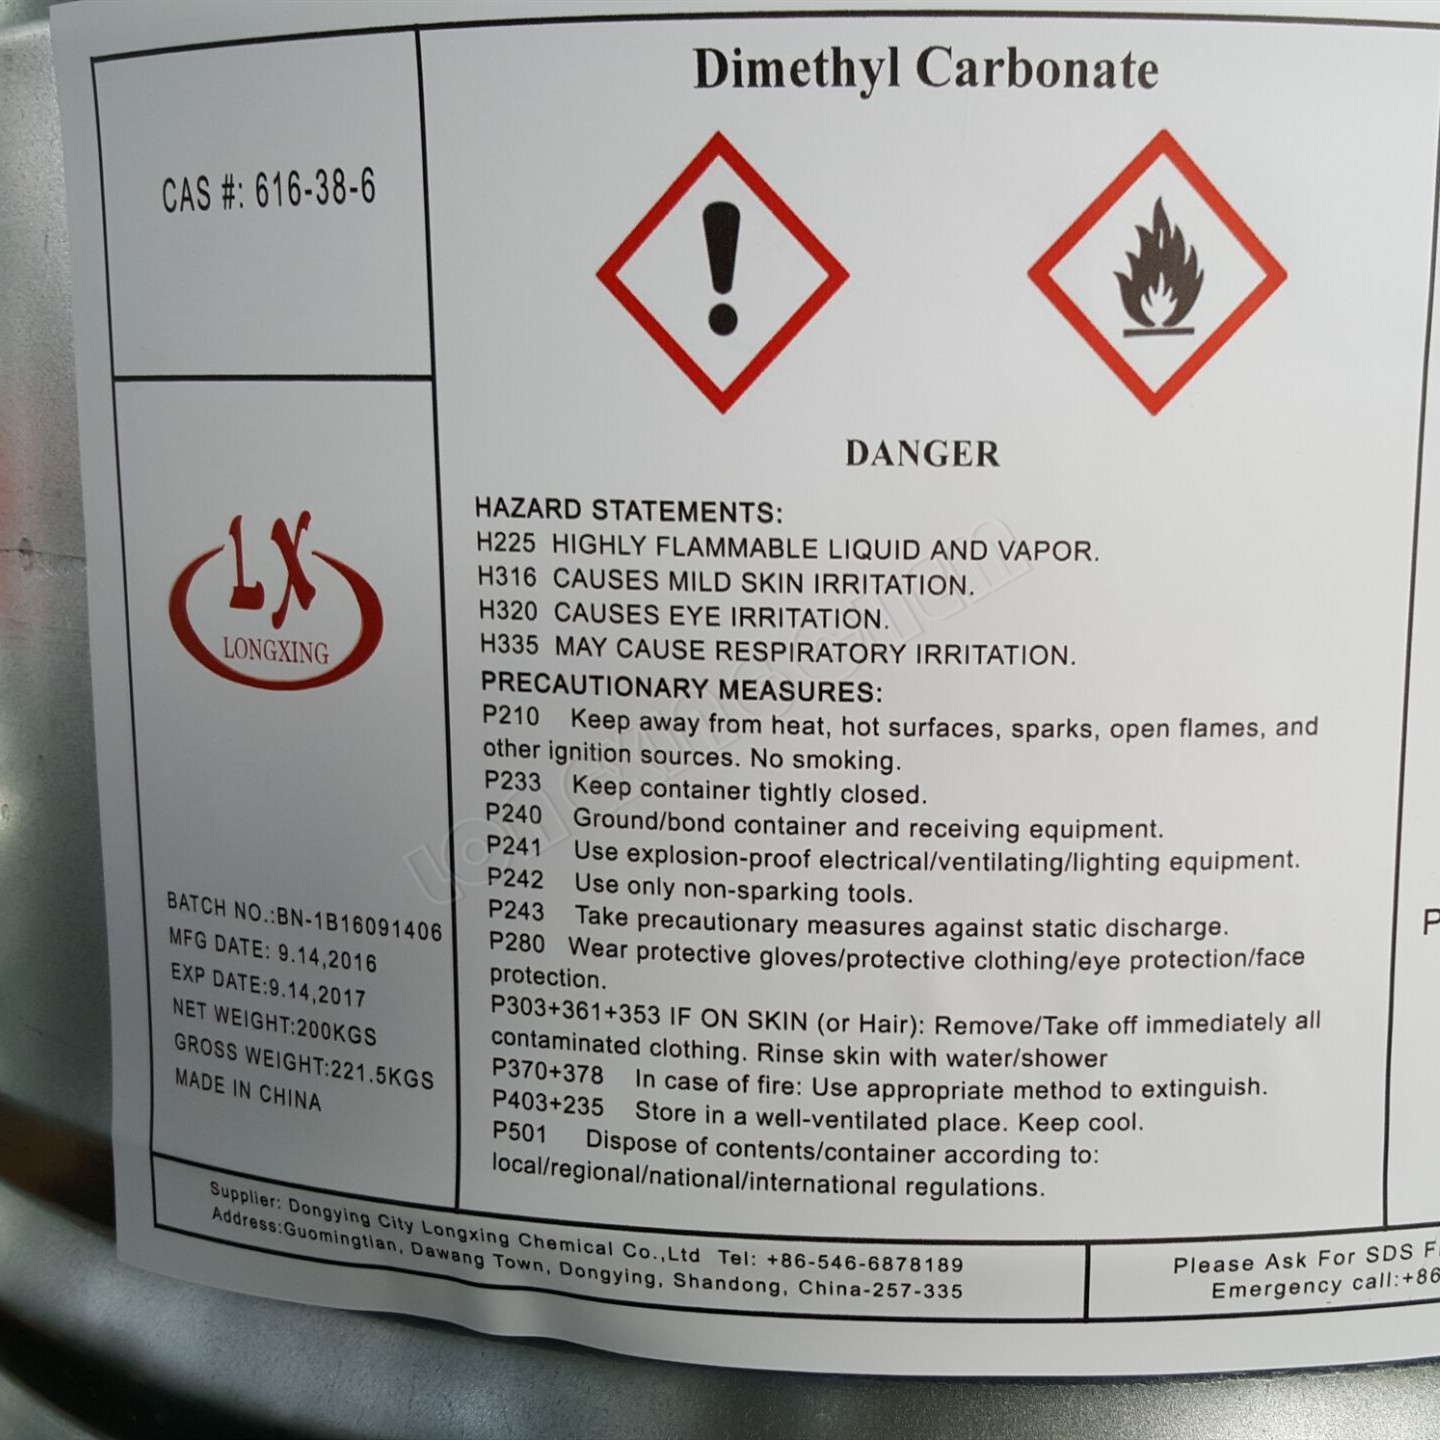 Dimethyl Carbonate
CAS #: 616-38-6
DANGER
HAZARD STATEMENTS:
H225 HIGHLY FLAMMABLE LIQUID AND VAPOR.
H316 CAUSES MILD SKIN IRRITATION.
H320 CAUSES EYE IRRITATION.
H335 MAY CAUSE RESPIRATORY IRRITATION.
PRECAUTIONARY MEASURES:
P210 Keep away from heat, hot surfaces, sparks, open flames, and
other ignition sources. No smoking.
P233 Keep container tightly closed.
P240 Ground/bond container and receiving equipment.
P241 Use explosion-proof electrical/ventilating/lighting equipment.
P242 Use only non-sparking tools.
P243 Take precautionary measures against static discharge.
P280 Wear protective gloves/protective clothing/eye protection/face
protection.
P303+361+353 IF ON SKIN (or Hair): Remove/Take off immediately all
contaminated clothing. Rinse skin with water/shower
P370+378 In case of fire: Use appropriate method to extinguish.
P403+235 Store in a well-ventilated place. Keep cool.
P501 Dispose of contents/container according to:
local/regional/national/international regulations.
LX
LONGXING
BATCH NO.:BN-1B16091406
MFG DATE: 9.14,2016
EXP DATE:9.14,2017
NET WEIGHT:200KGS
GROSS WEIGHT:221.5KGS
MADE IN CHINA
Supplier: Dongying City Longxing Chemical Co.,Ltd Tel: +86-546-6878189
Address:Guomingtian, Dawang Town, Dongying, Shandong, China-257-335
Please Ask For SDS
Emergency call:+86